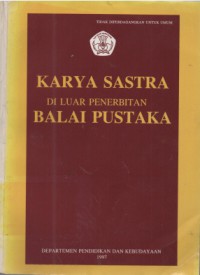 TIDAK DIPERDAGANGKAN UNTUK UMUM
KARYA SASTRA
DI LUAR PENERBITAN
BALAI PUSTAKA
DEPARTEMEN PENDIDIKAN DAN KEBUDAYAAN
1997